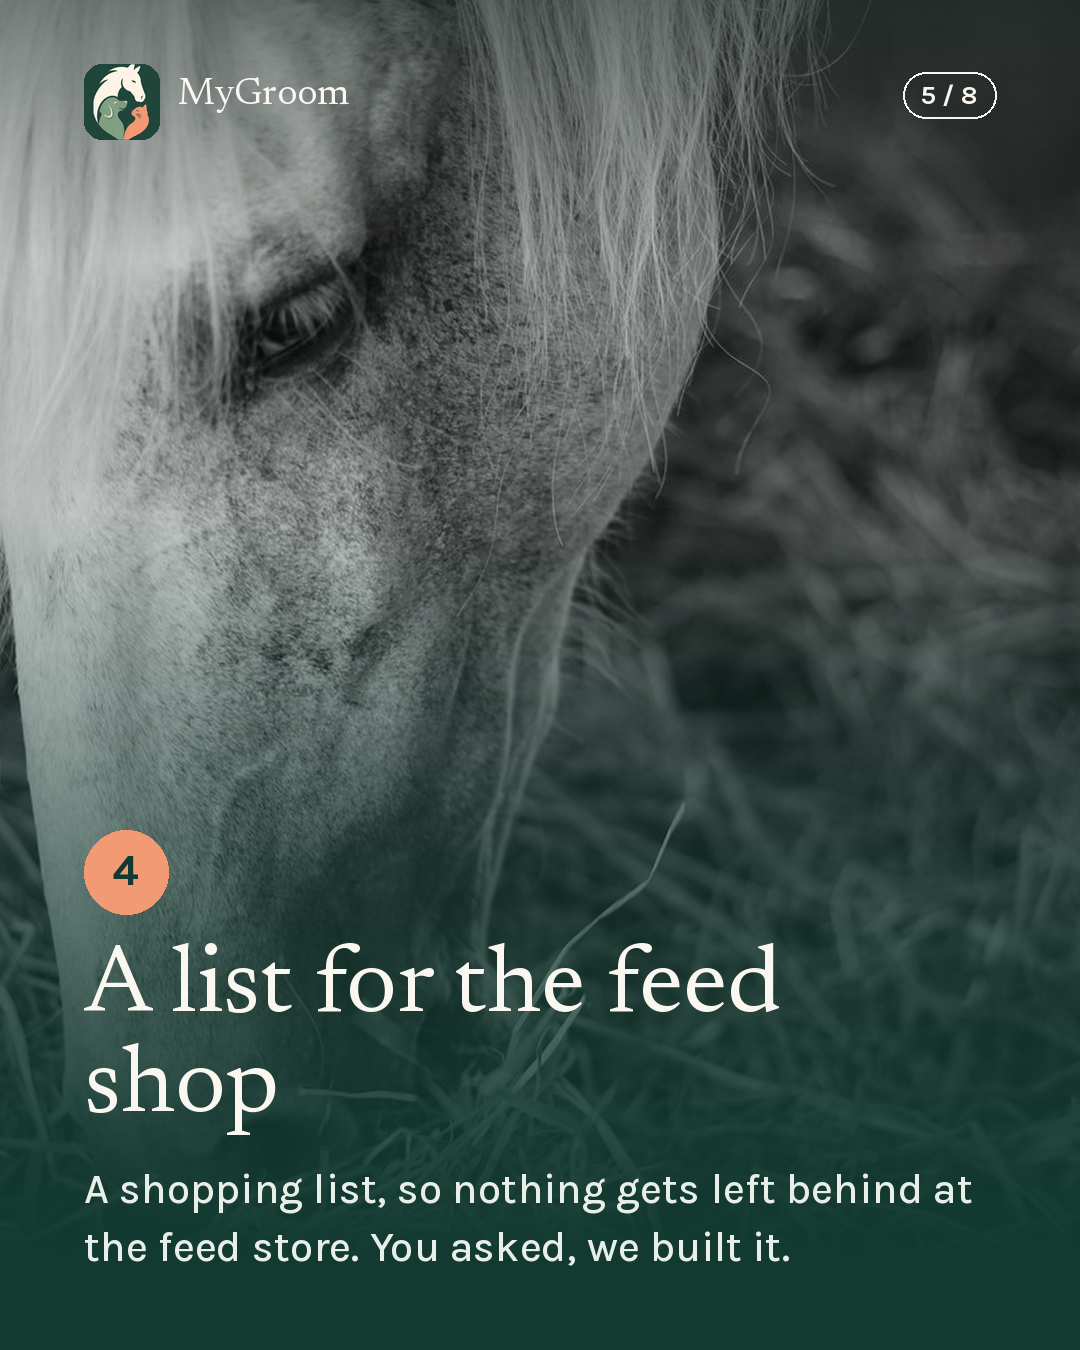 MyGroom
5 / 8
4
A list for the feed
shop
A shopping list, so nothing gets left behind at
the feed store. You asked, we built it.